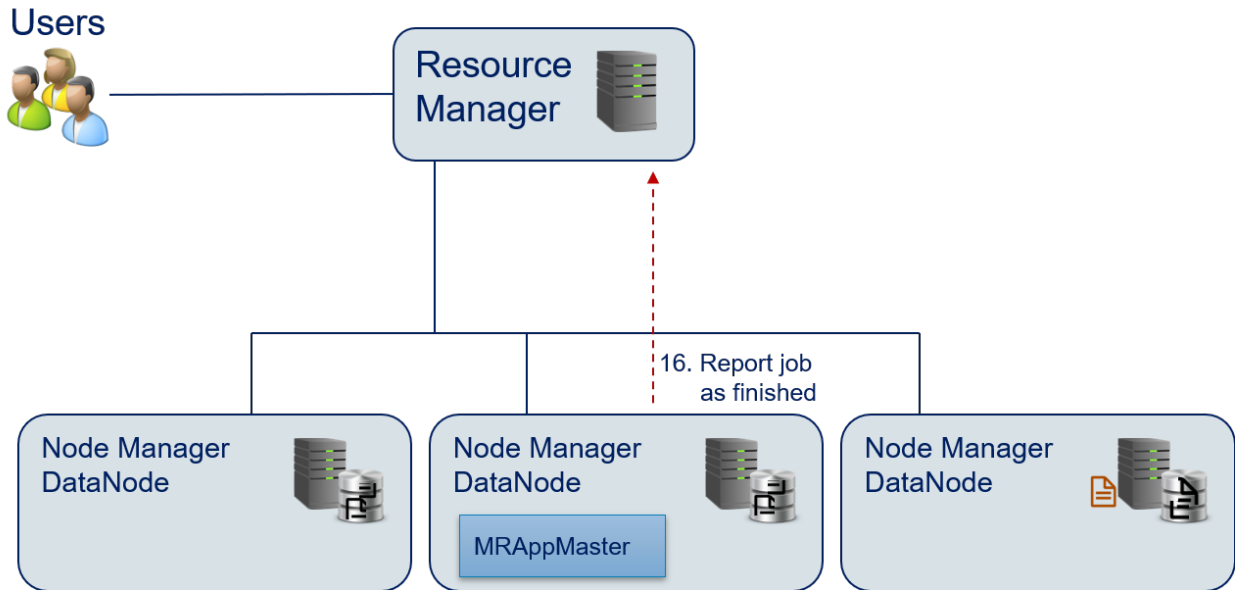 Users
Resource
Manager
16. Report job
as finished
Node Manager
DataNode
Node Manager
DataNode
MRAppMaster
Node Manager
DataNode